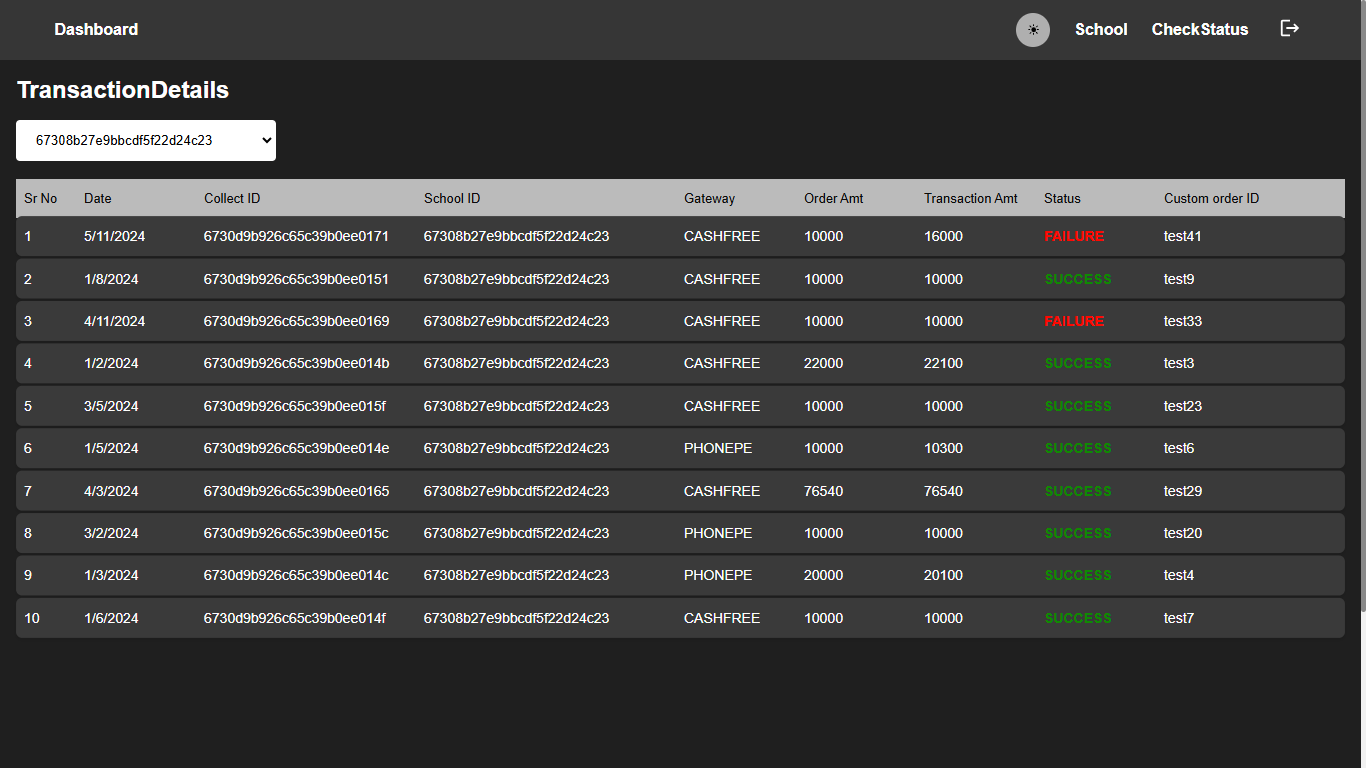 Dashboard School CheckStatus
TransactionDetails
67308b27e9bbcdf5f22d24c23
Sr No Date Collect ID School ID Gateway Order Amt Transaction Amt Status Custom order ID
1 5/11/2024 6730d9b926c65c39b0ee0171 67308b27e9bbcdf5f22d24c23 CASHFREE 10000 16000 FAILURE test41
2 1/8/2024 6730d9b926c65c39b0ee0151 67308b27e9bbcdf5f22d24c23 CASHFREE 10000 10000 SUCCESS test9
3 4/11/2024 6730d9b926c65c39b0ee0169 67308b27e9bbcdf5f22d24c23 CASHFREE 10000 10000 FAILURE test33
4 1/2/2024 6730d9b926c65c39b0ee014b 67308b27e9bbcdf5f22d24c23 CASHFREE 22000 22100 SUCCESS test3
5 3/5/2024 6730d9b926c65c39b0ee015f 67308b27e9bbcdf5f22d24c23 CASHFREE 10000 10000 SUCCESS test23
6 1/5/2024 6730d9b926c65c39b0ee014e 67308b27e9bbcdf5f22d24c23 PHONEPE 10000 10300 SUCCESS test6
7 4/3/2024 6730d9b926c65c39b0ee0165 67308b27e9bbcdf5f22d24c23 CASHFREE 76540 76540 SUCCESS test29
8 3/2/2024 6730d9b926c65c39b0ee015c 67308b27e9bbcdf5f22d24c23 PHONEPE 10000 10000 SUCCESS test20
9 1/3/2024 6730d9b926c65c39b0ee014c 67308b27e9bbcdf5f22d24c23 PHONEPE 20000 20100 SUCCESS test4
10 1/6/2024 6730d9b926c65c39b0ee014f 67308b27e9bbcdf5f22d24c23 CASHFREE 10000 10000 SUCCESS test7